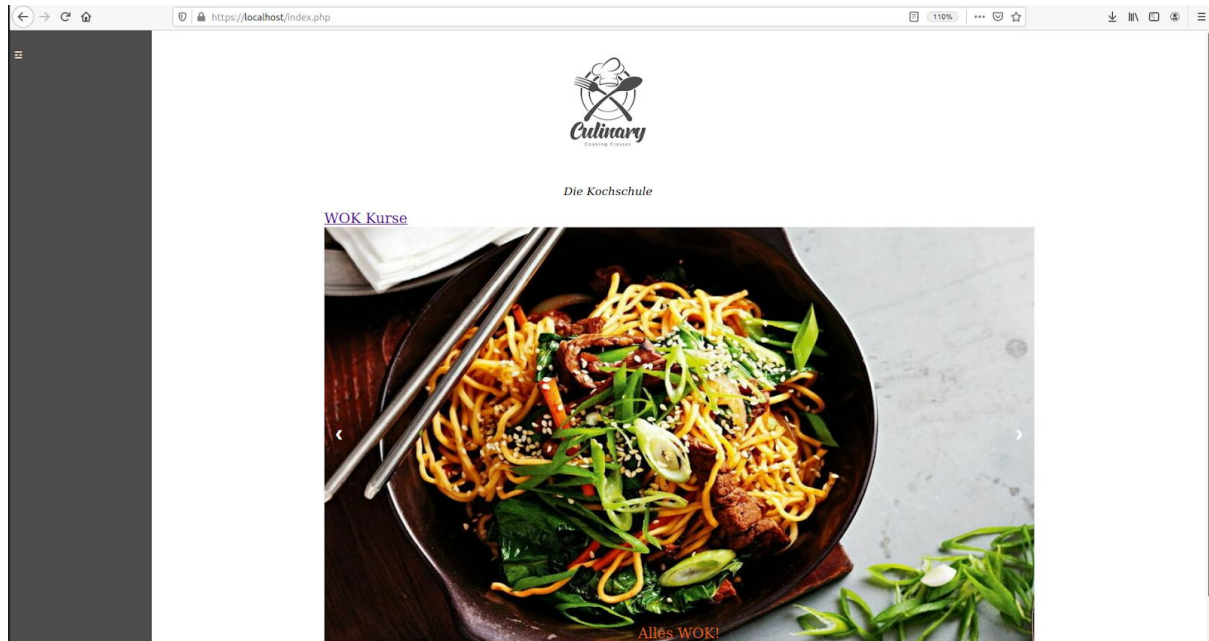 https://localhost/index.php
110%
Culinary
Cooking Classes
Die Kochschule
WOK Kurse
Alles WOK!